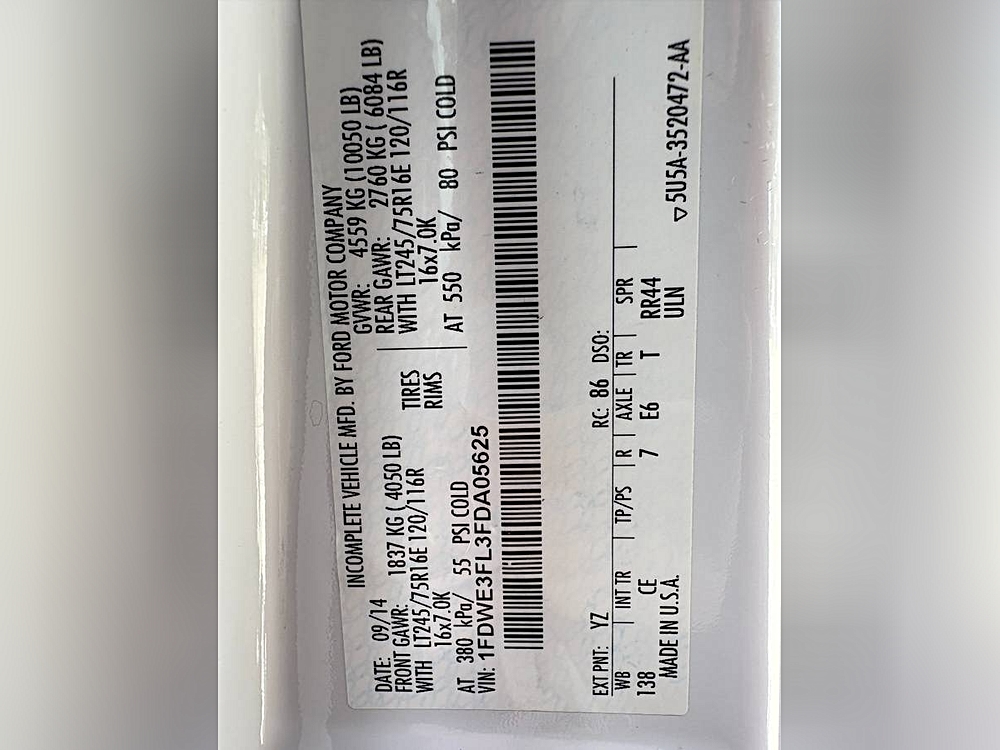 INCOMPLETE VEHICLE MFD. BY FORD MOTOR COMPANY
DATE: 09/14 GVWR: 4559 KG (10050 LB)
FRONT GAWR: 1837 KG ( 4050 LB) REAR GAWR: 2760 KG ( 6084 LB)
WITH LT245/75R16E 120/116R TIRES WITH LT245/75R16E 120/116R
16x7.0K RIMS 16x7.0K
AT 380 kPa/ 55 PSI COLD AT 550 kPa/ 80 PSI COLD
VIN: 1FDWE3FL3FDA05625
EXT PNT: YZ RC: 86 DSO:
WB INT TR TP/PS R AXLE TR SPR
138 CE 7 E6 T RR44
MADE IN U.S.A. ULN
▽5U5A-3520472-AA